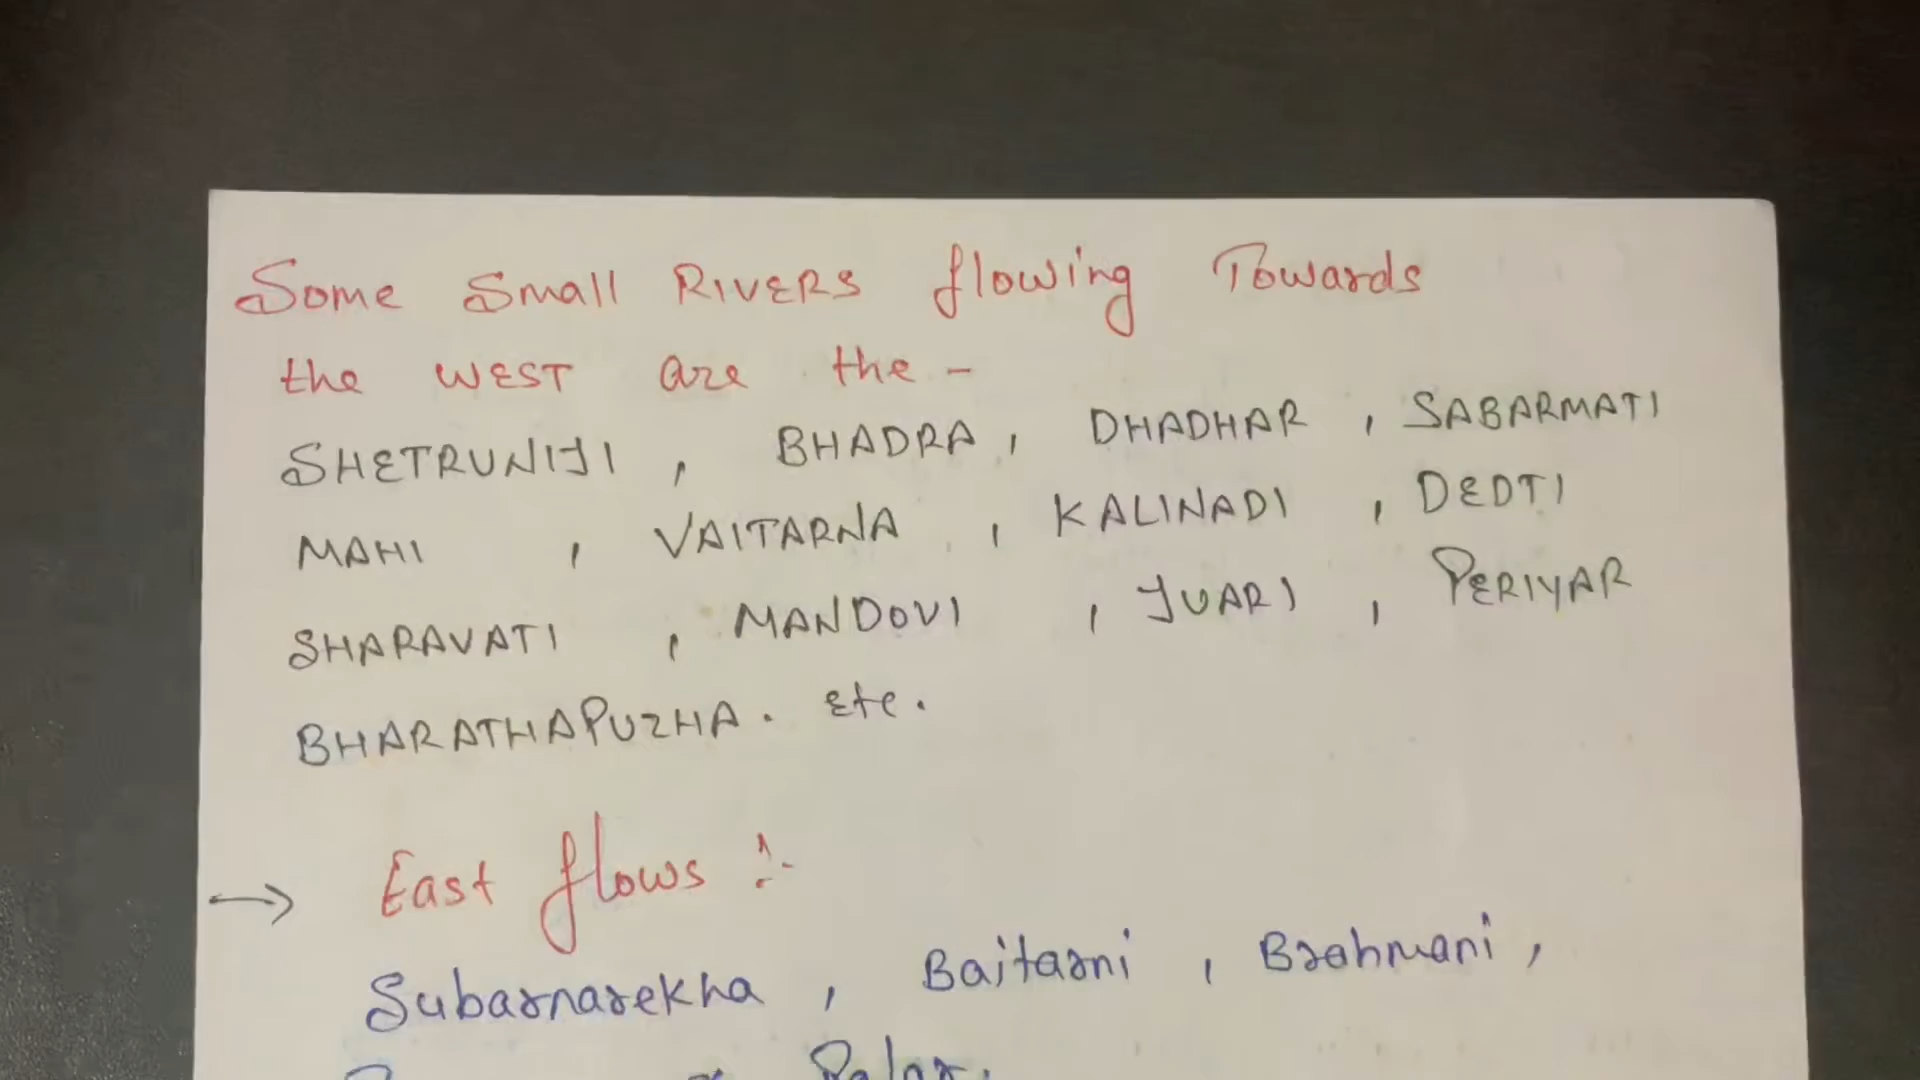 Some Small RIVERS flowing Towards
the WEST are the -
SHETRUNIJI , BHADRA , DHADHAR , SABARMATI
MAHI , VAITARNA , KALINADI , DEDTI
SHARAVATI , MANDOVI , JUARI , PERIYAR
BHARATHAPUZHA . Etc .
→ East flows :-
Subarnarekha , Baitarni , Brahmani ,
Palar .